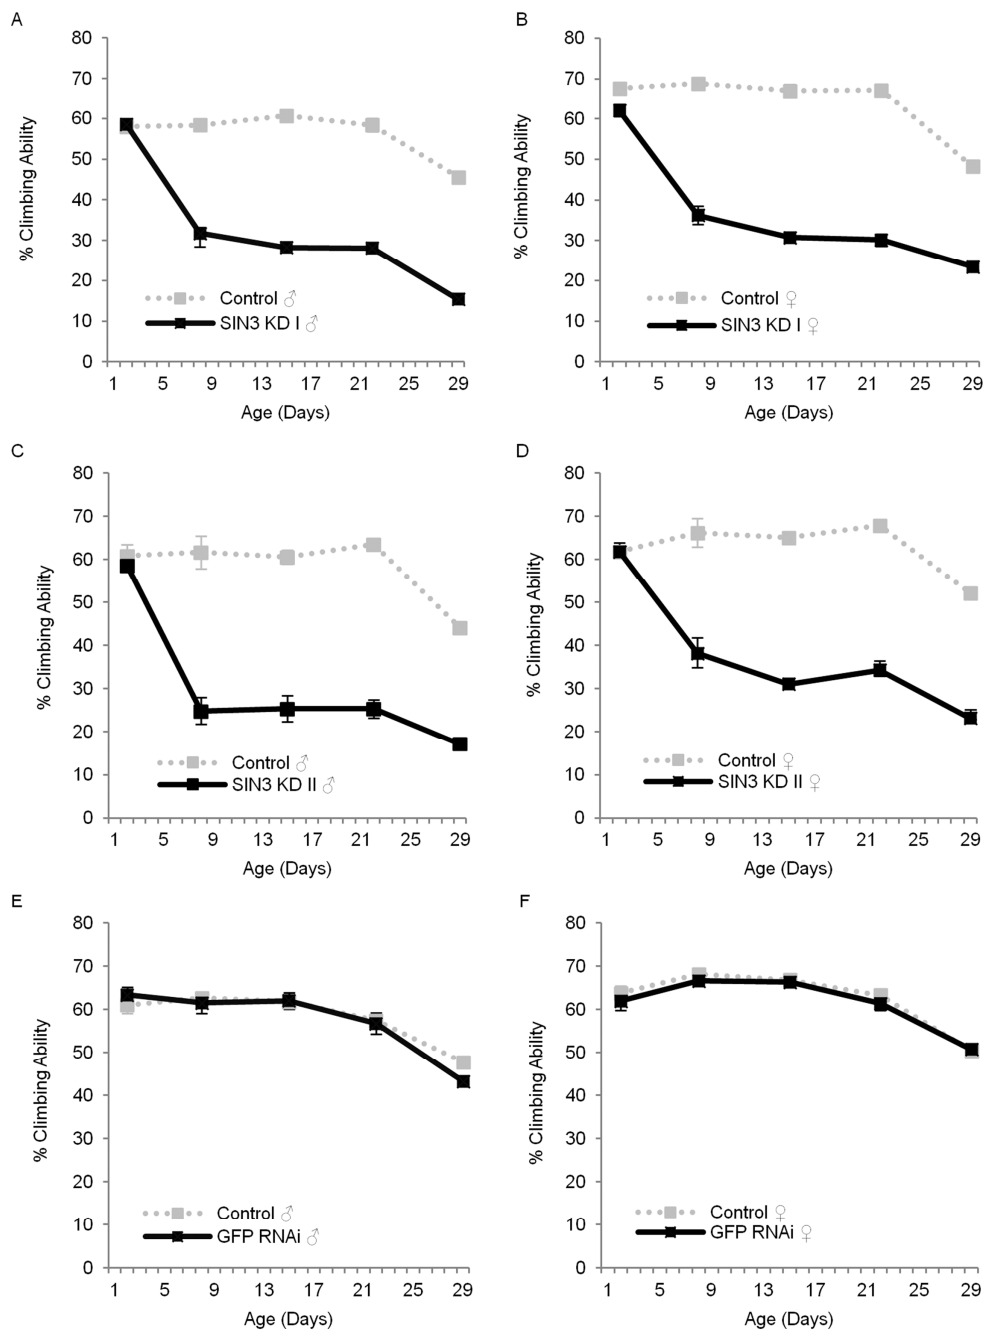 A
80
70
60
50
40
30
20
10
0
% Climbing Ability
Control ♂
SIN3 KD I ♂
1 5 9 13 17 21 25 29
Age (Days)
B
80
70
60
50
40
30
20
10
0
% Climbing Ability
Control ♀
SIN3 KD I ♀
1 5 9 13 17 21 25 29
Age (Days)
C
80
70
60
50
40
30
20
10
0
% Climbing Ability
Control ♂
SIN3 KD II ♂
1 5 9 13 17 21 25 29
Age (Days)
D
80
70
60
50
40
30
20
10
0
% Climbing Ability
Control ♀
SIN3 KD II ♀
1 5 9 13 17 21 25 29
Age (Days)
E
80
70
60
50
40
30
20
10
0
% Climbing Ability
Control ♂
GFP RNAi ♂
1 5 9 13 17 21 25 29
Age (Days)
F
80
70
60
50
40
30
20
10
0
% Climbing Ability
Control ♀
GFP RNAi ♀
1 5 9 13 17 21 25 29
Age (Days)